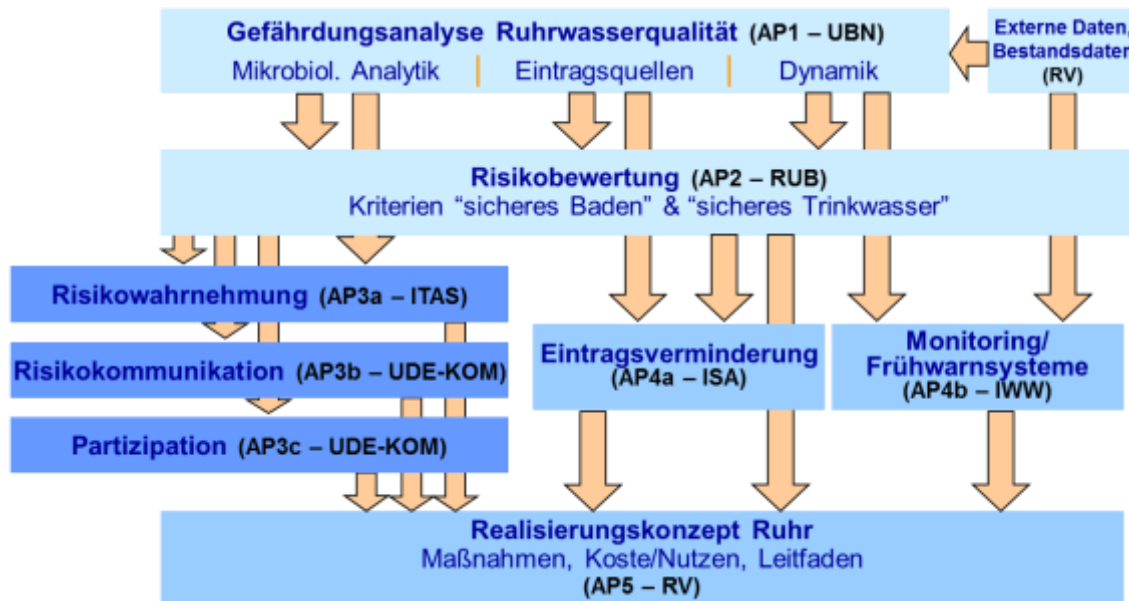 Gefährdungsanalyse Ruhrwasserqualität (AP1 – UBN)
Mikrobiol. Analytik | Eintragsquellen | Dynamik
Externe Daten,
Bestandsdaten
(RV)
Risikobewertung (AP2 – RUB)
Kriterien “sicheres Baden” & “sicheres Trinkwasser”
Risikowahrnehmung (AP3a – ITAS)
Risikokommunikation (AP3b – UDE-KOM)
Partizipation (AP3c – UDE-KOM)
Eintragsverminderung
(AP4a – ISA)
Monitoring/
Frühwarnsysteme
(AP4b – IWW)
Realisierungskonzept Ruhr
Maßnahmen, Koste/Nutzen, Leitfaden
(AP5 – RV)